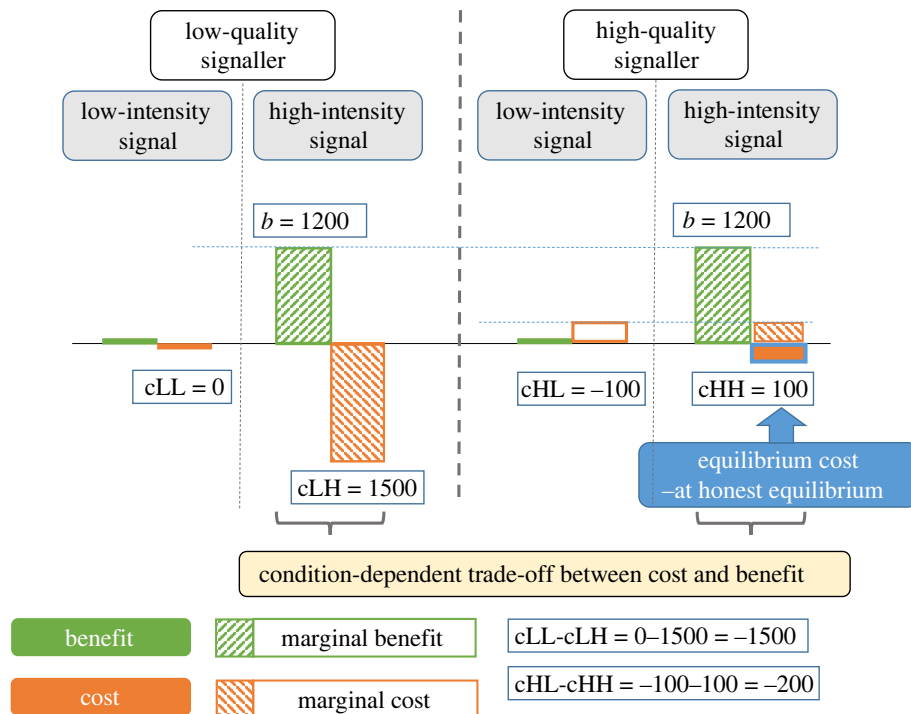 low-quality
signaller
high-quality
signaller
low-intensity
signal
high-intensity
signal
low-intensity
signal
high-intensity
signal
b = 1200
b = 1200
cLL = 0
cHL = –100
cHH = 100
cLH = 1500
equilibrium cost
–at honest equilibrium
condition-dependent trade-off between cost and benefit
benefit
marginal benefit
cLL-cLH = 0–1500 = –1500
cost
marginal cost
cHL-cHH = –100–100 = –200